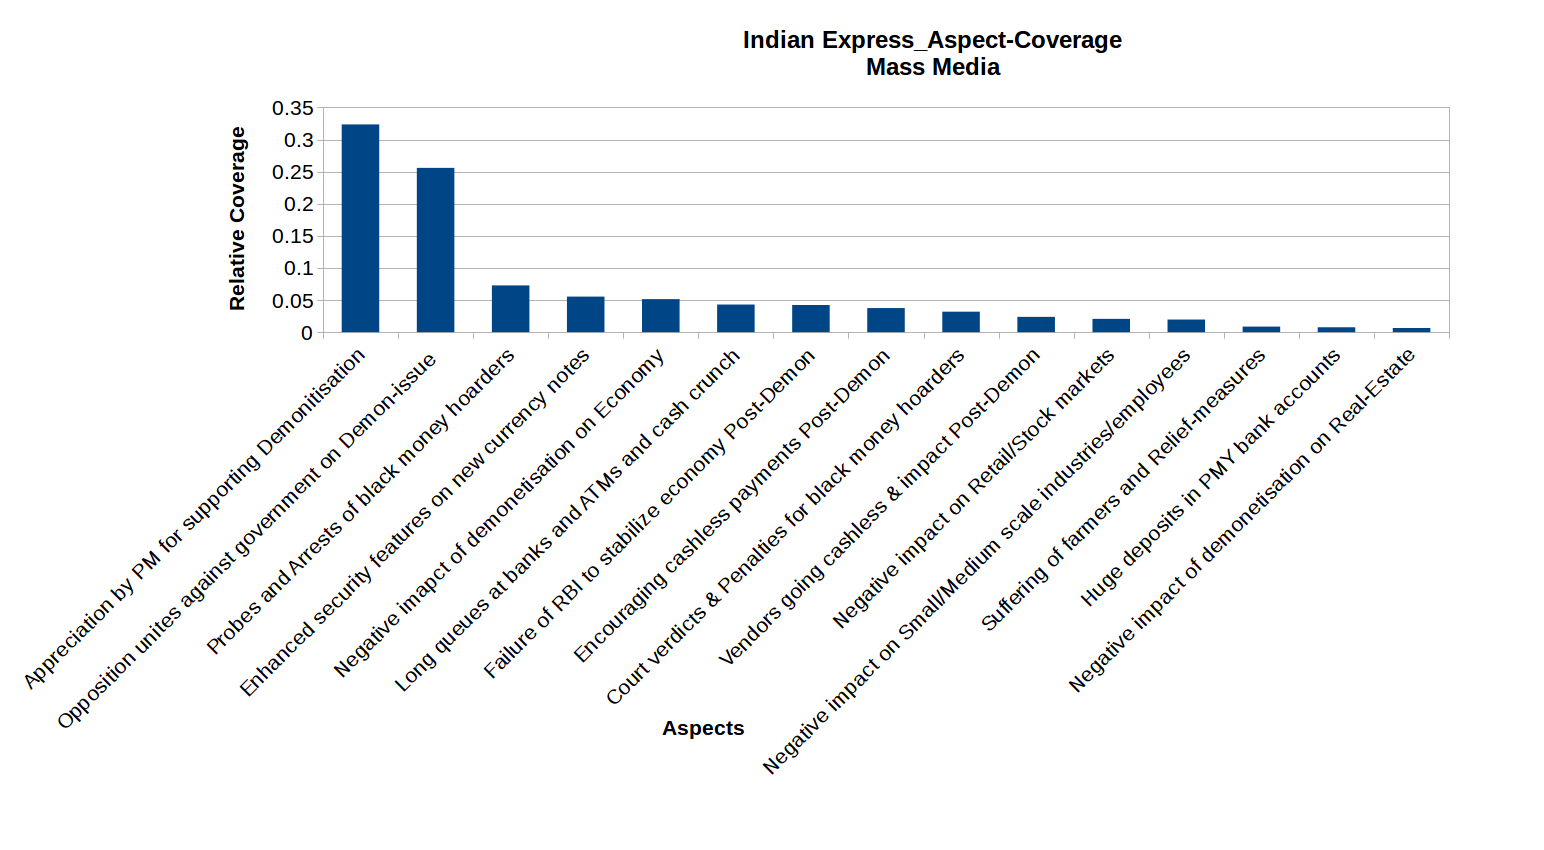 Indian Express_Aspect-Coverage
Mass Media
Relative Coverage
0.35
0.3
0.25
0.2
0.15
0.1
0.05
0
Appreciation by PM for supporting Demonitisation
Opposition unites against government on Demon-issue
Probes and Arrests of black money hoarders
Enhanced security features on new currency notes
Negative imapct of demonetisation on Economy
Long queues at banks and ATMs and cash crunch
Failure of RBI to stabilize economy Post-Demon
Encouraging cashless payments Post-Demon
Court verdicts & Penalties for black money hoarders
Vendors going cashless & impact Post-Demon
Negative impact on Retail/Stock markets
Negative impact on Small/Medium scale industries/employees
Suffering of farmers and Relief-measures
Huge deposits in PMY bank accounts
Negative impact of demonetisation on Real-Estate
Aspects